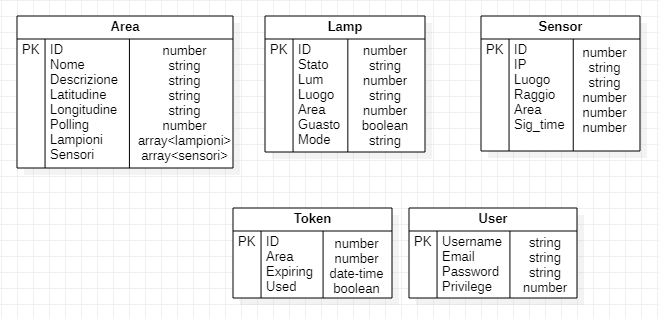 Area
PK ID number
Nome string
Descrizione string
Latitudine string
Longitudine string
Polling number
Lampioni array<lampioni>
Sensori array<sensori>
Lamp
PK ID number
Stato string
Lum number
Luogo string
Area number
Guasto boolean
Mode string
Sensor
PK ID number
IP string
Luogo string
Raggio number
Area number
Sig_time number
Token
PK ID number
Area number
Expiring date-time
Used boolean
User
PK Username string
Email string
Password string
Privilege number